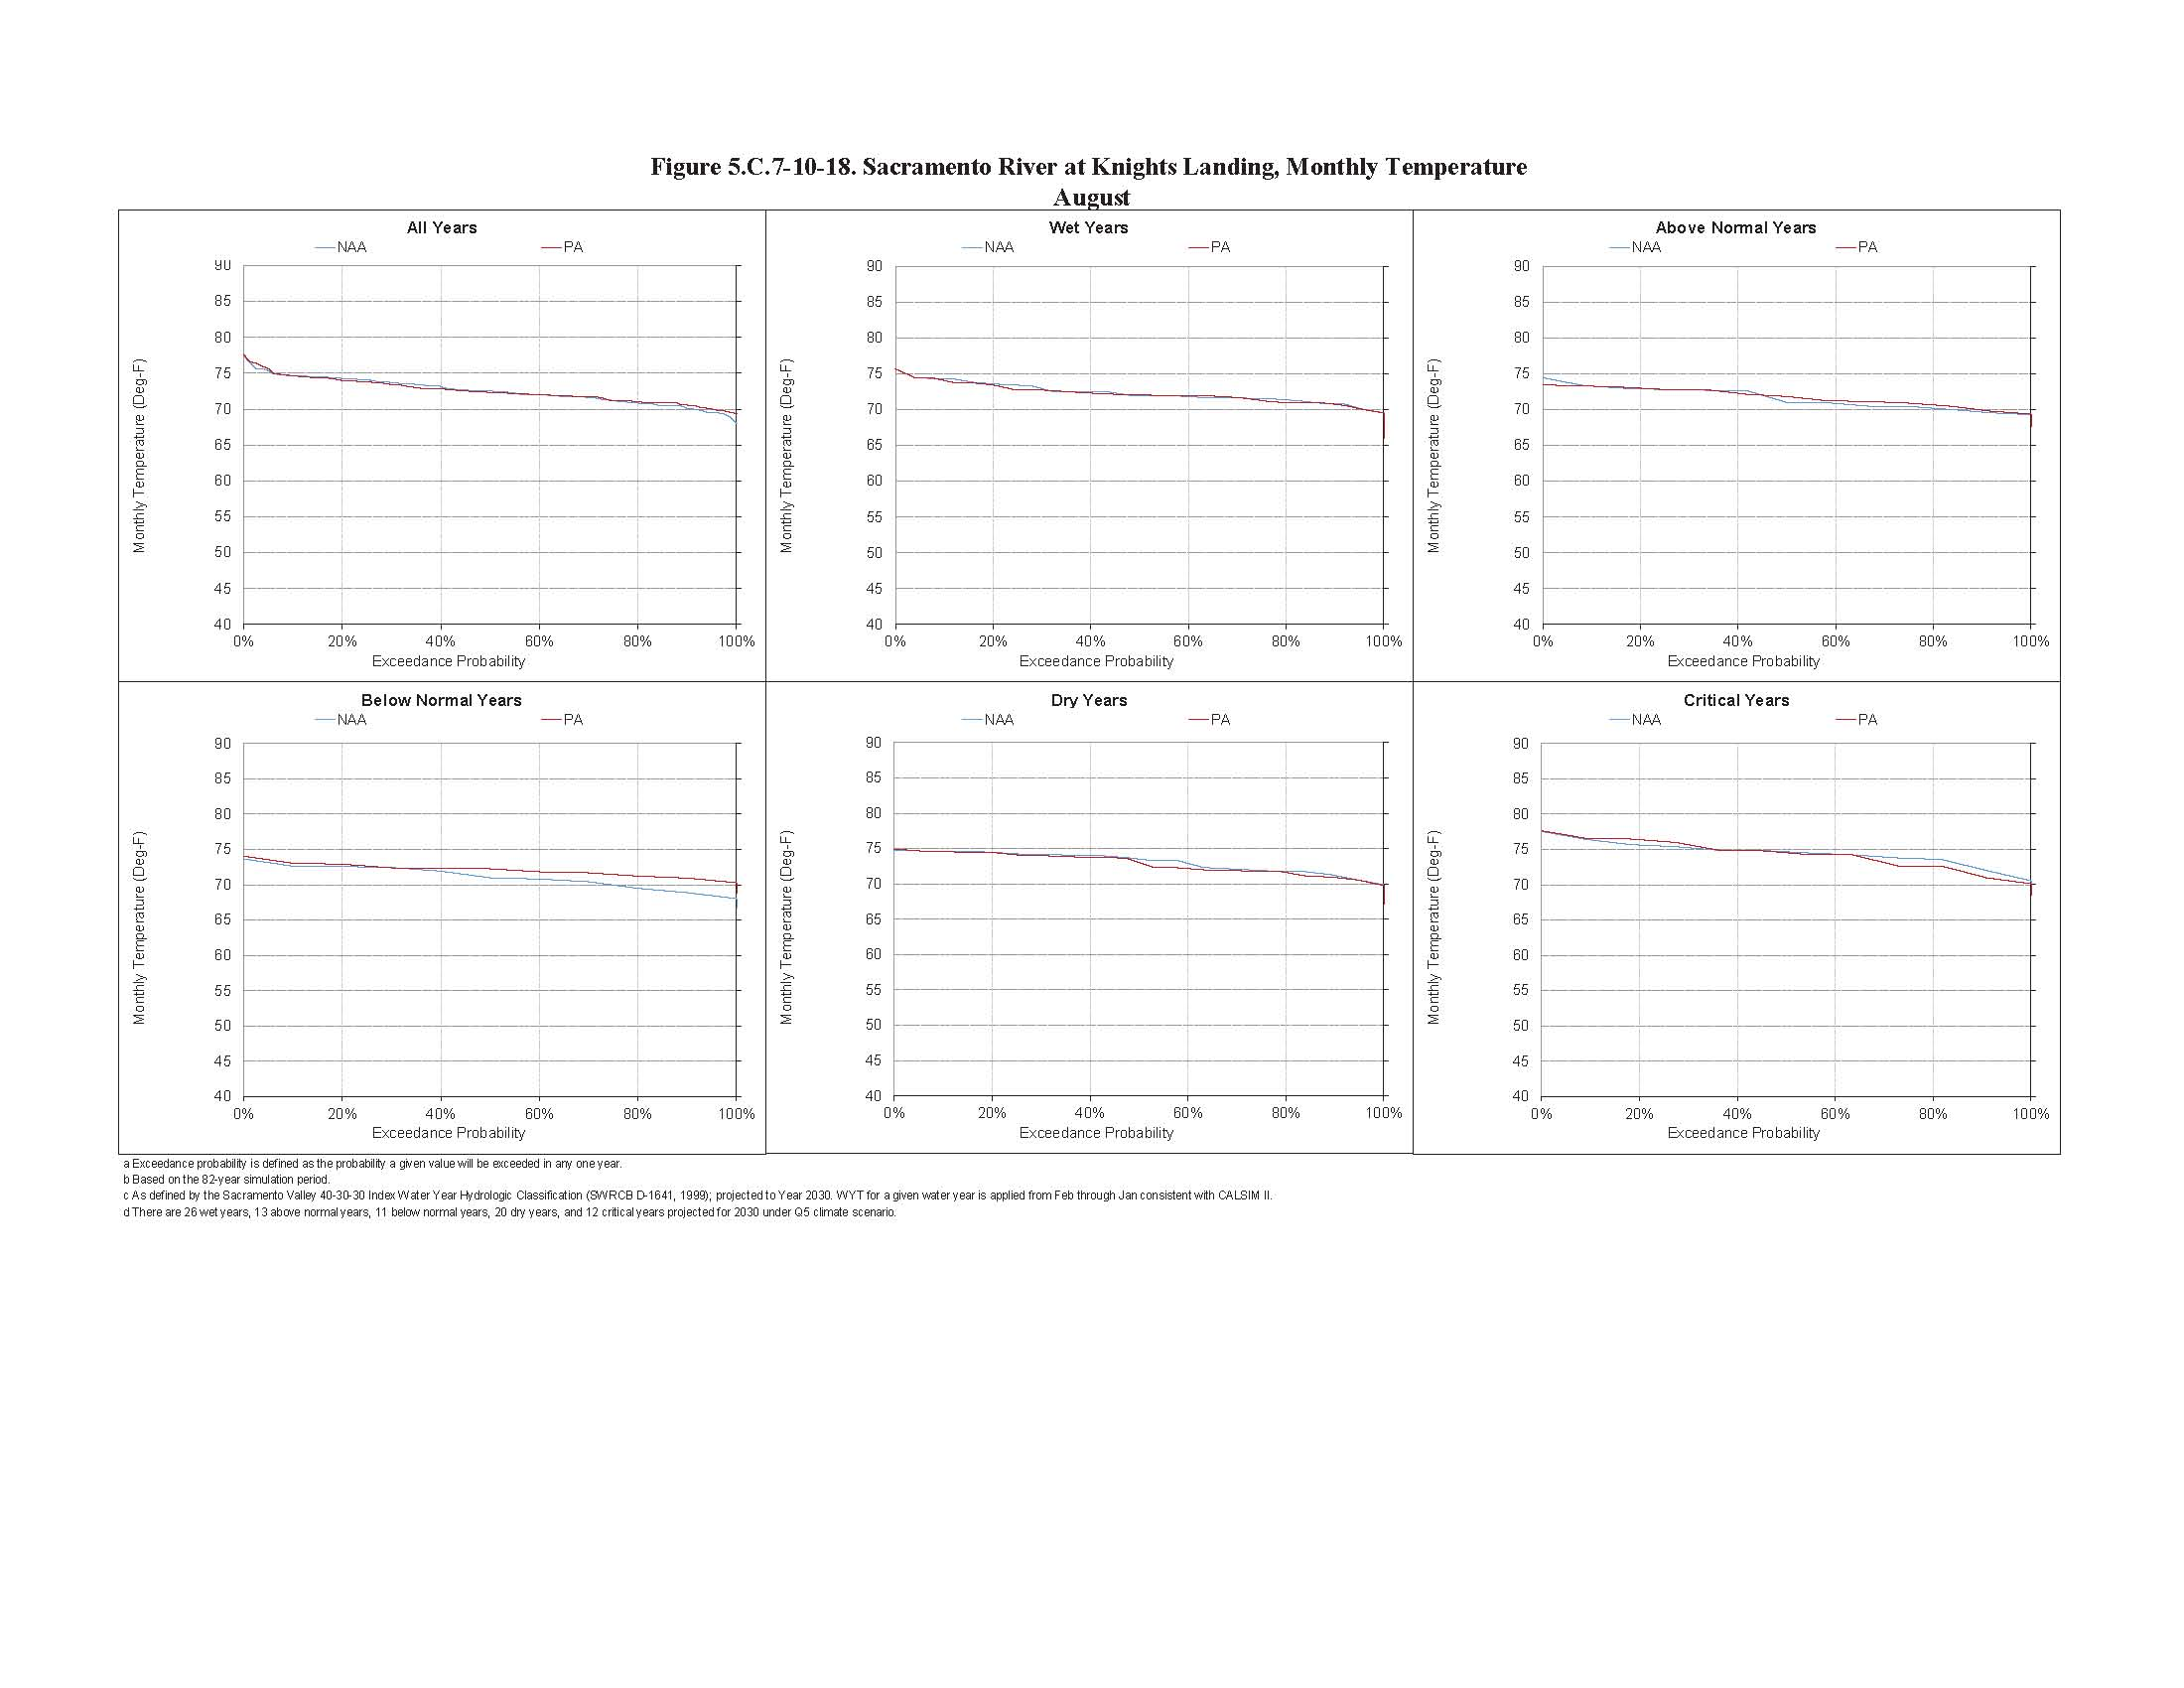 Figure 5.C.7-10-18. Sacramento River at Knights Landing, Monthly Temperature
August
All Years
NAA PA
90
85
80
75
70
65
60
55
50
45
40
0% 20% 40% 60% 80% 100%
Monthly Temperature (Deg-F)
Exceedance Probability
Wet Years
NAA PA
90
85
80
75
70
65
60
55
50
45
40
0% 20% 40% 60% 80% 100%
Monthly Temperature (Deg-F)
Exceedance Probability
Above Normal Years
NAA PA
90
85
80
75
70
65
60
55
50
45
40
0% 20% 40% 60% 80% 100%
Monthly Temperature (Deg-F)
Exceedance Probability
Below Normal Years
NAA PA
90
85
80
75
70
65
60
55
50
45
40
0% 20% 40% 60% 80% 100%
Monthly Temperature (Deg-F)
Exceedance Probability
Dry Years
NAA PA
90
85
80
75
70
65
60
55
50
45
40
0% 20% 40% 60% 80% 100%
Monthly Temperature (Deg-F)
Exceedance Probability
Critical Years
NAA PA
90
85
80
75
70
65
60
55
50
45
40
0% 20% 40% 60% 80% 100%
Monthly Temperature (Deg-F)
Exceedance Probability
a Exceedance probability is defined as the probability a given value will be exceeded in any one year.
b Based on the 82-year simulation period.
c As defined by the Sacramento Valley 40-30-30 Index Water Year Hydrologic Classification (SWRCB D-1641, 1999); projected to Year 2030. WYT for a given water year is applied from Feb through Jan consistent with CALSIM II.
d There are 26 wet years, 13 above normal years, 11 below normal years, 20 dry years, and 12 critical years projected for 2030 under Q5 climate scenario.